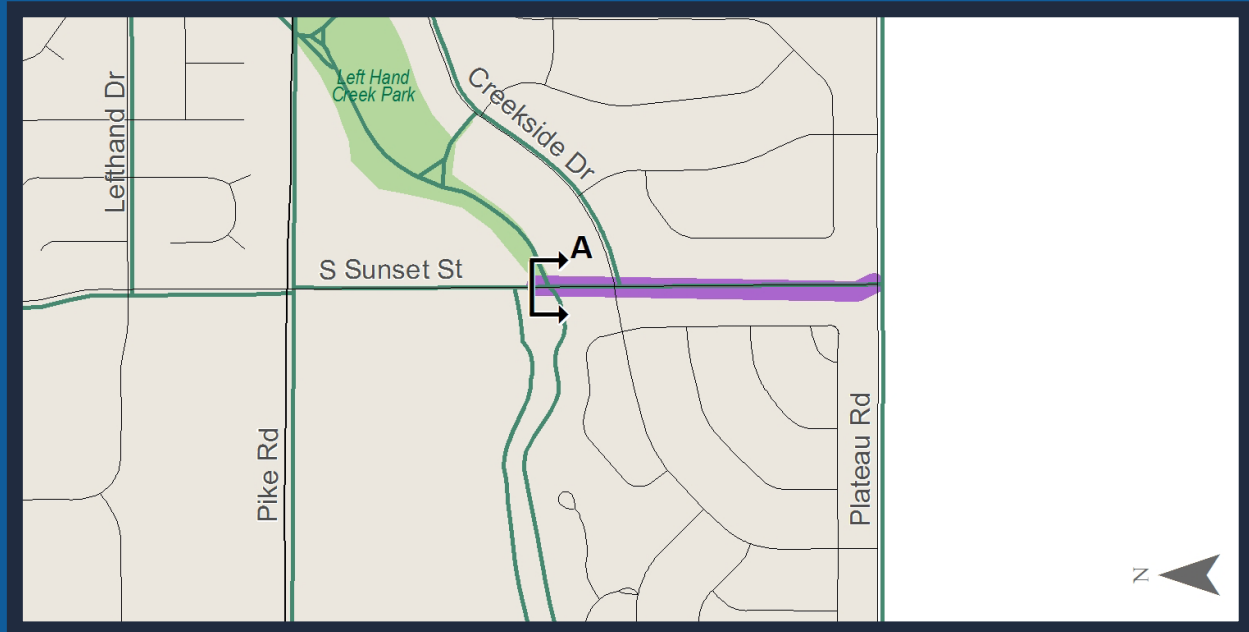 Left Hand
Creek Park
Creekside Dr
Lefthand Dr
A
S Sunset St
Pike Rd
Plateau Rd
N